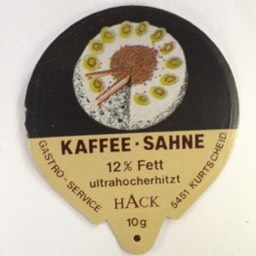 KAFFEE · SAHNE
12% Fett
ultrahocherhitzt
GASTRO-SERVICE
HACK
5451 KURTSCHEID
10g